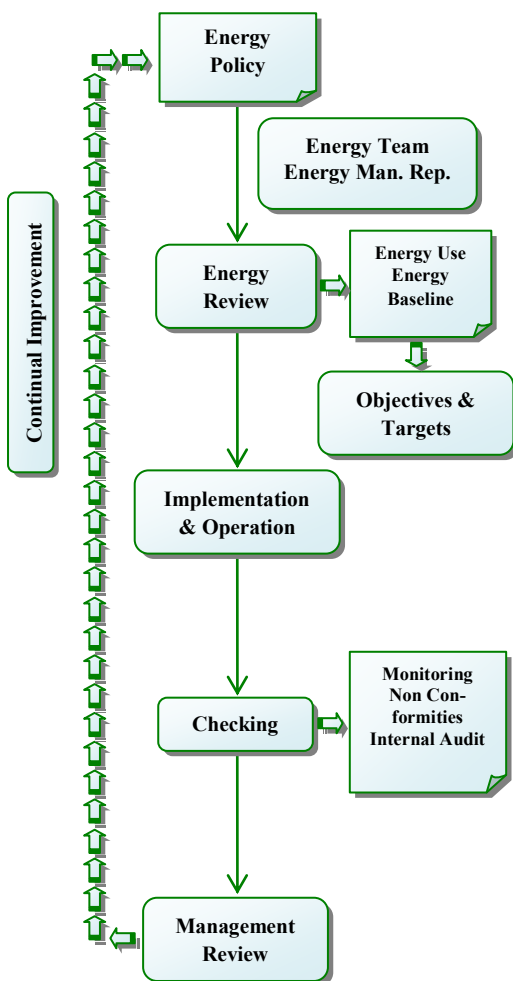 Energy
Policy
Energy Team
Energy Man. Rep.
Continual Improvement
Energy
Review
Energy Use
Energy
Baseline
Objectives &
Targets
Implementation
& Operation
Checking
Monitoring
Non Con-
formities
Internal Audit
Management
Review